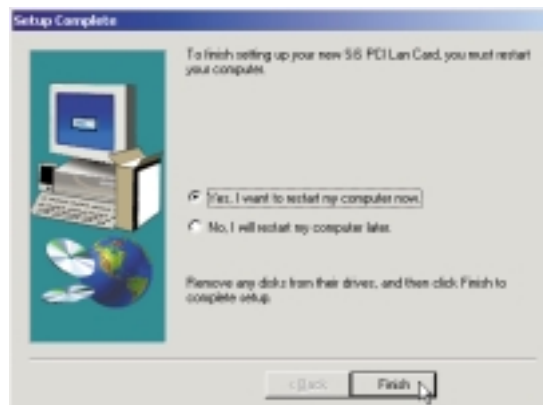 Setup Complete
To finish setting up your new S6 PCI Lan Card, you must restart
your computer.
Yes, I want to restart my computer now.
No, I will restart my computer later.
Remove any disks from their drives, and then click Finish to
complete setup.
< Back
Finish